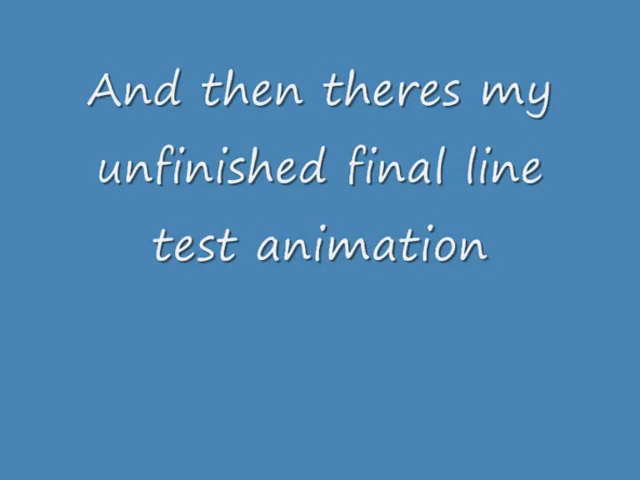 And then theres my
unfinished final line
test animation